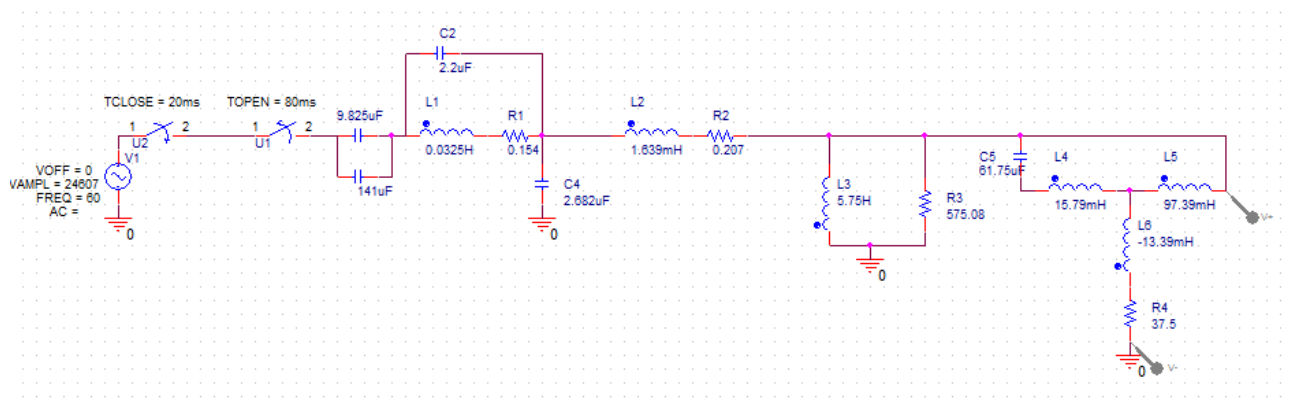 C2
2.2uF
TCLOSE = 20ms
TOPEN = 80ms
1
2
U2
1
2
U1
9.825uF
141uF
L1
0.0325H
R1
0.154
L2
1.639mH
R2
0.207
V1
VOFF = 0
VAMPL = 24607
FREQ = 60
AC =
0
C4
2.682uF
0
L3
5.75H
R3
575.08
0
C5
61.75uF
L4
15.79mH
L5
97.39mH
V+
L6
-13.39mH
R4
37.5
0
V-